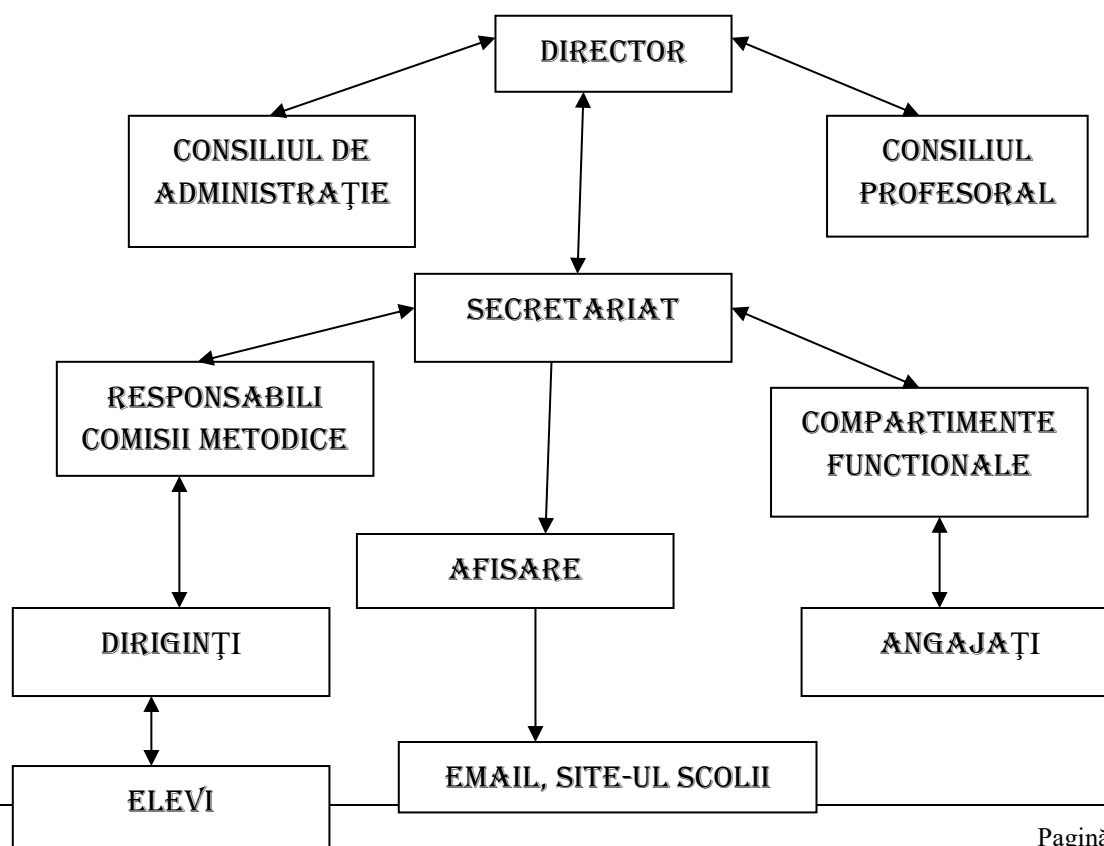 DIRECTOR
CONSILIUL DE
ADMINISTRAŢIE
CONSILIUL
PROFESORAL
SECRETARIAT
RESPONSABILI
COMISII METODICE
COMPARTIMENTE
FUNCTIONALE
AFISARE
DIRIGINŢI
ANGAJAŢI
EMAIL, SITE-UL SCOLII
ELEVI
Pagină